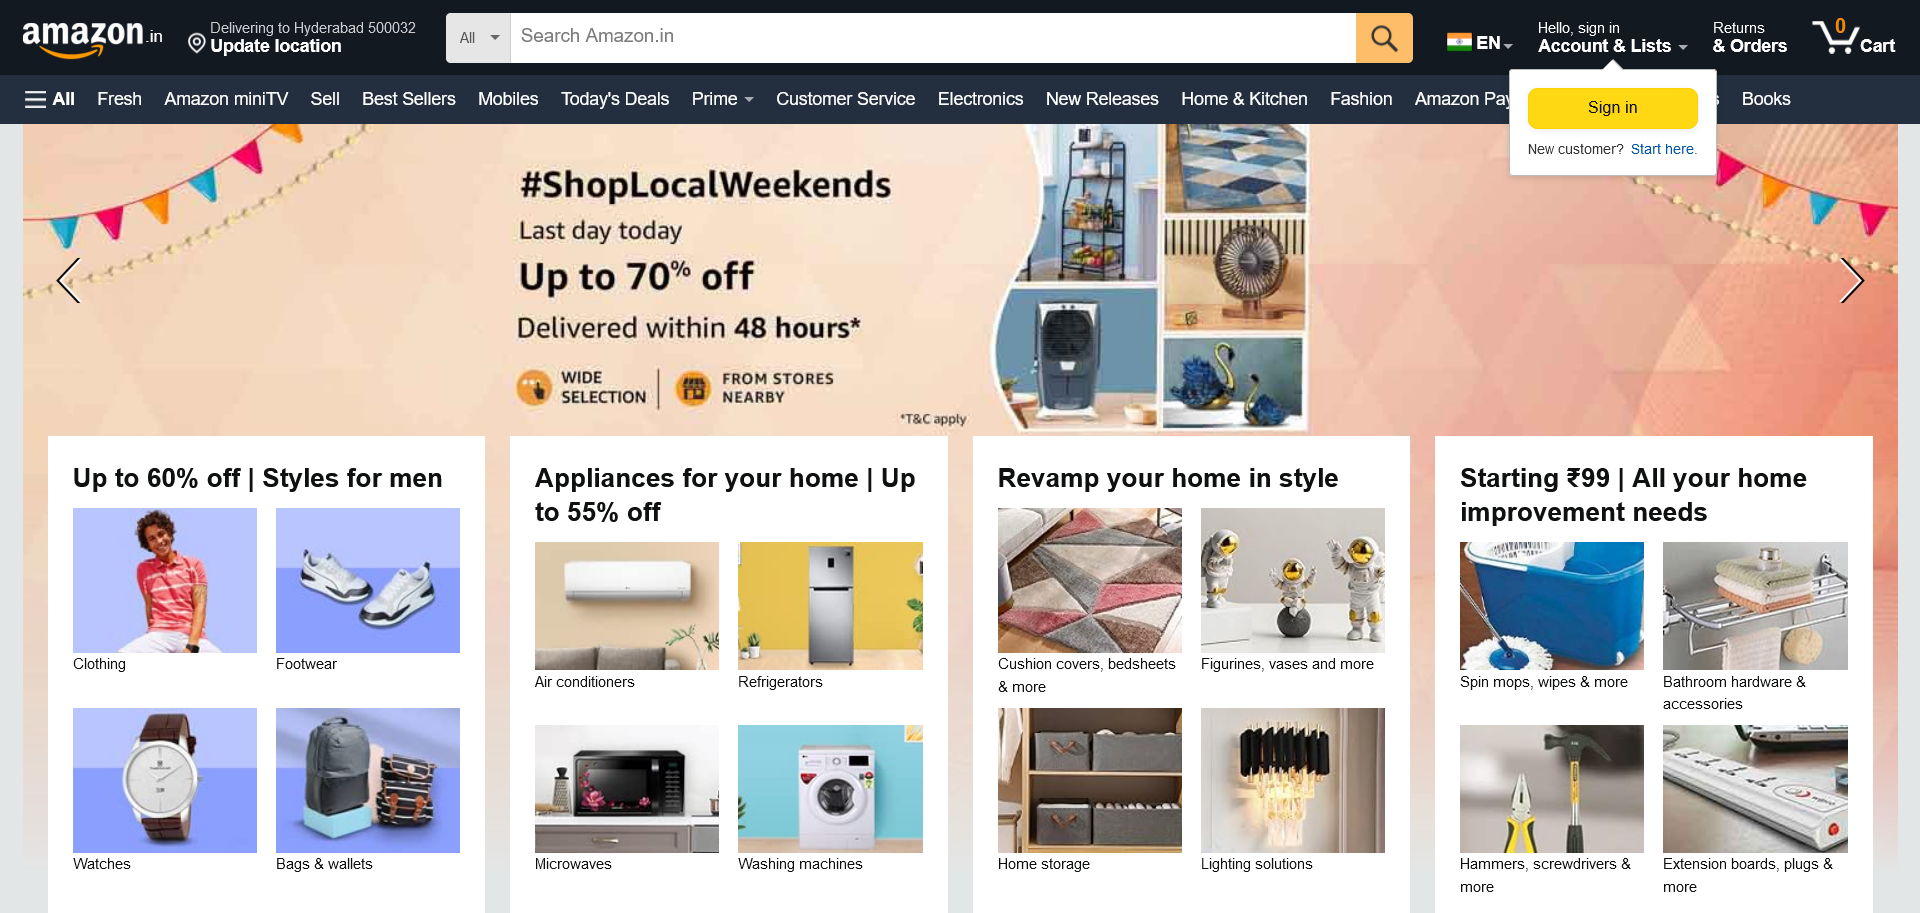 amazon.in
Delivering to Hyderabad 500032
Update location
All
Search Amazon.in
EN
Hello, sign in
Account & Lists
Returns
& Orders
0
Cart
All
Fresh
Amazon miniTV
Sell
Best Sellers
Mobiles
Today's Deals
Prime
Customer Service
Electronics
New Releases
Home & Kitchen
Fashion
Amazon Pay
Books
Sign in
New customer? Start here.
#ShopLocalWeekends
Last day today
Up to 70% off
Delivered within 48 hours*
WIDE
SELECTION
FROM STORES
NEARBY
*T&C apply
Up to 60% off | Styles for men
Clothing
Footwear
Watches
Bags & wallets
Appliances for your home | Up
to 55% off
Air conditioners
Refrigerators
Microwaves
Washing machines
Revamp your home in style
Cushion covers, bedsheets
& more
Figurines, vases and more
Home storage
Lighting solutions
Starting ₹99 | All your home
improvement needs
Spin mops, wipes & more
Bathroom hardware &
accessories
Hammers, screwdrivers &
more
Extension boards, plugs &
more